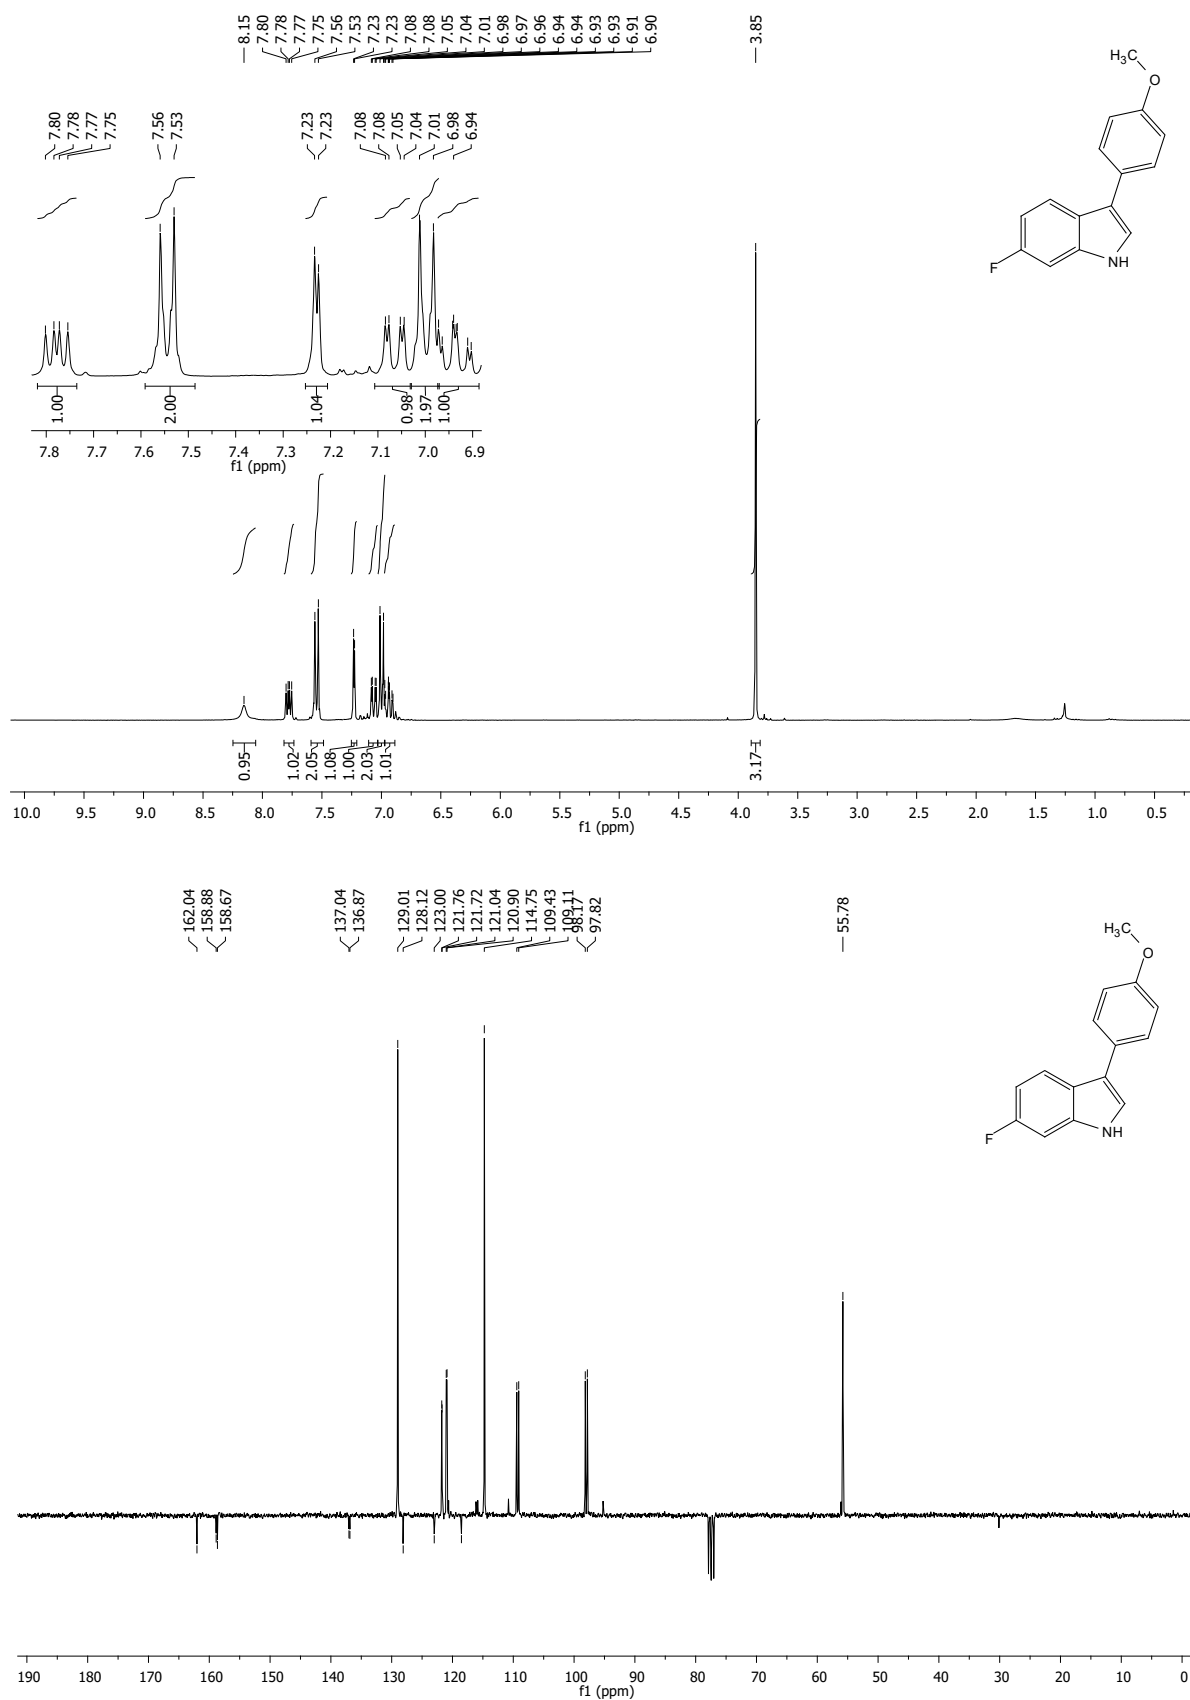 8.15 7.80 7.78 7.77 7.75 7.56 7.53 7.23 7.23 7.08 7.08 7.05 7.04 7.01 6.98 6.97 6.96 6.94 6.94 6.93 6.93 6.91 6.90 3.85
H3C
O
F
NH
7.80 7.78 7.77 7.75 7.56 7.53 7.23 7.23 7.08 7.08 7.05 7.04 7.01 6.98 6.94
1.00 2.00 1.04 0.98 1.97 1.00
7.8 7.7 7.6 7.5 7.4 7.3 7.2 7.1 7.0 6.9
f1 (ppm)
0.95 1.02 2.05 1.08 1.00 2.03 1.01 3.17
10.0 9.5 9.0 8.5 8.0 7.5 7.0 6.5 6.0 5.5 5.0 4.5 4.0 3.5 3.0 2.5 2.0 1.5 1.0 0.5
f1 (ppm)
162.04 158.88 158.67 137.04 136.87 129.01 128.12 123.00 121.76 121.72 121.04 120.90 114.75 109.43 109.11 98.17 97.82 55.78
H3C
O
F
NH
190 180 170 160 150 140 130 120 110 100 90 80 70 60 50 40 30 20 10 0
f1 (ppm)